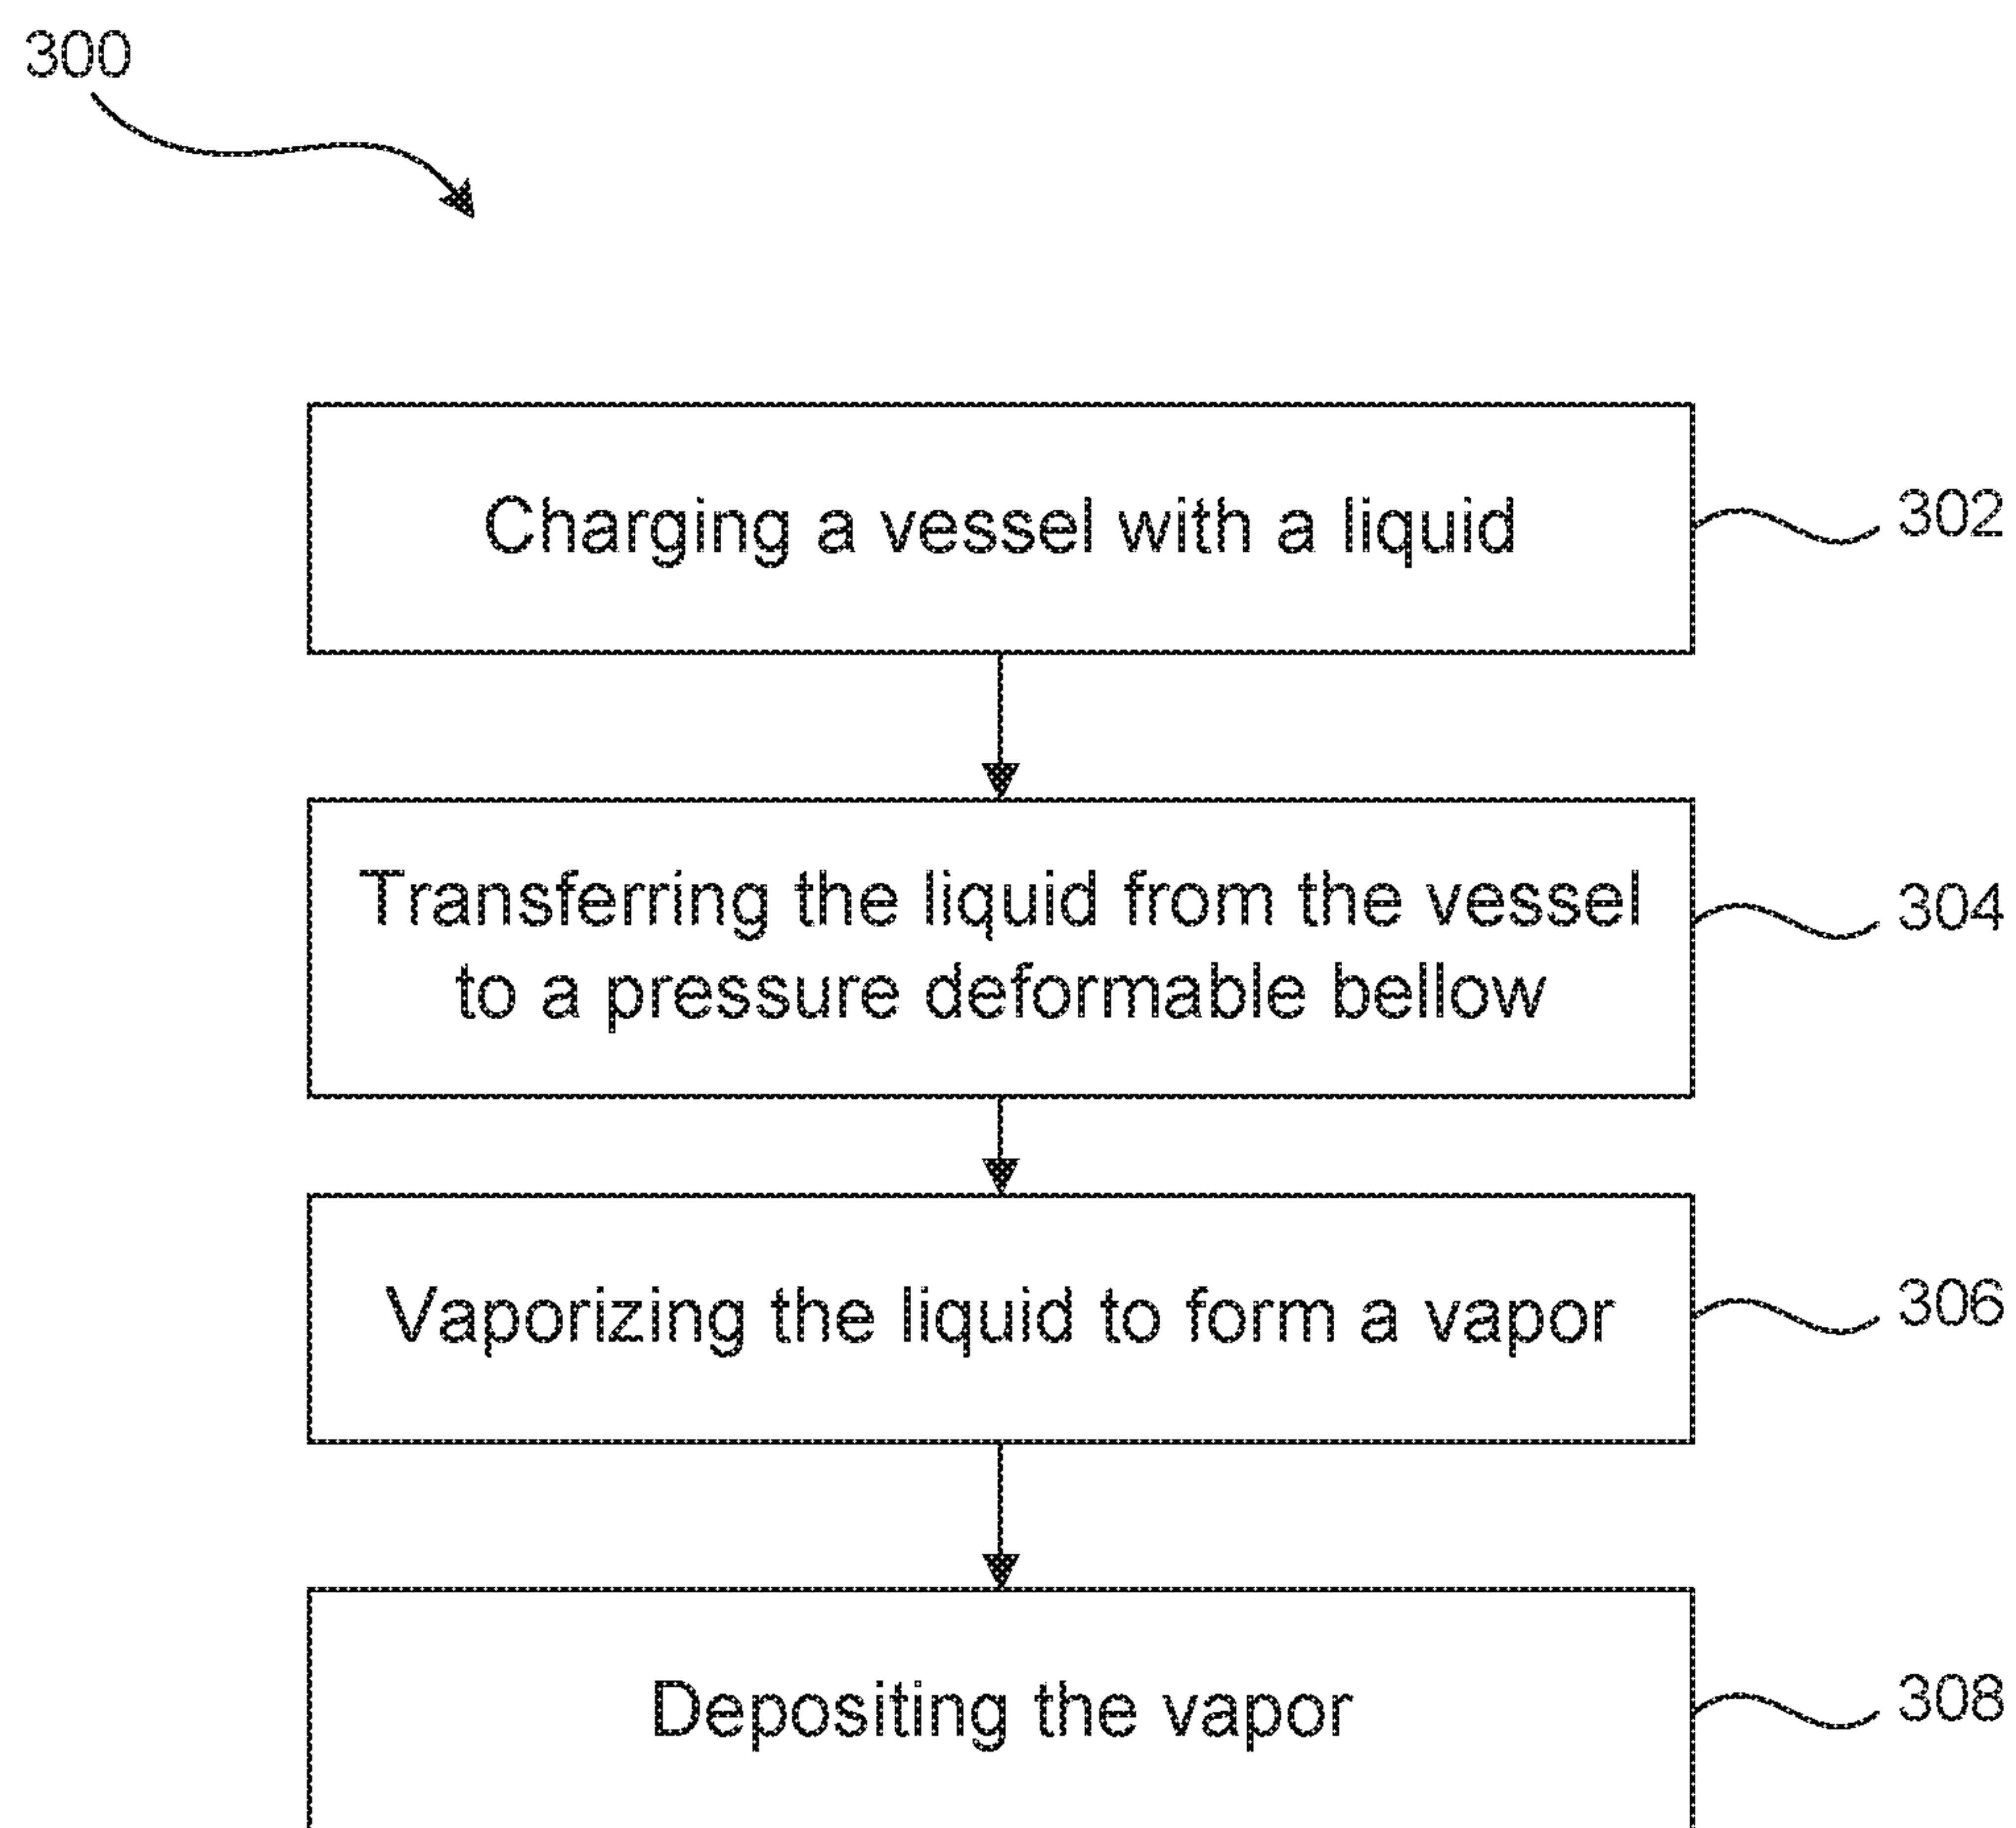 300
Charging a vessel with a liquid
302
Transferring the liquid from the vessel
to a pressure deformable bellow
304
Vaporizing the liquid to form a vapor
306
Depositing the vapor
308